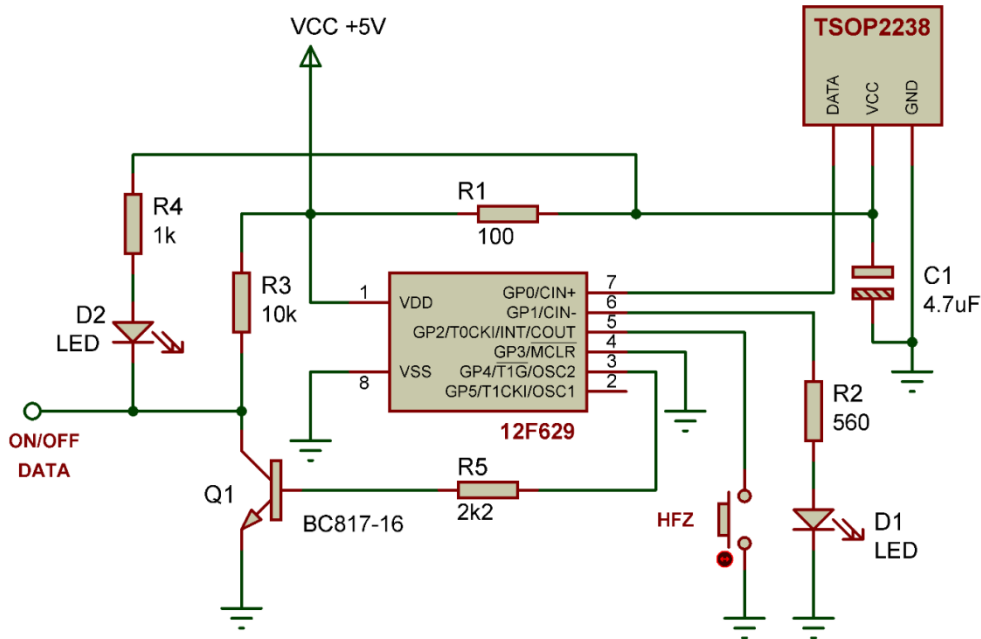 VCC +5V
TSOP2238
DATA
VCC
GND
R4
1k
R1
100
R3
10k
C1
4.7uF
D2
LED
1
VDD
GP0/CIN+
7
GP1/CIN-
6
GP2/T0CKI/INT/COUT
5
GP3/MCLR
4
8
VSS
GP4/T1G/OSC2
3
GP5/T1CKI/OSC1
2
12F629
R2
560
ON/OFF
DATA
R5
2k2
Q1
BC817-16
HFZ
D1
LED